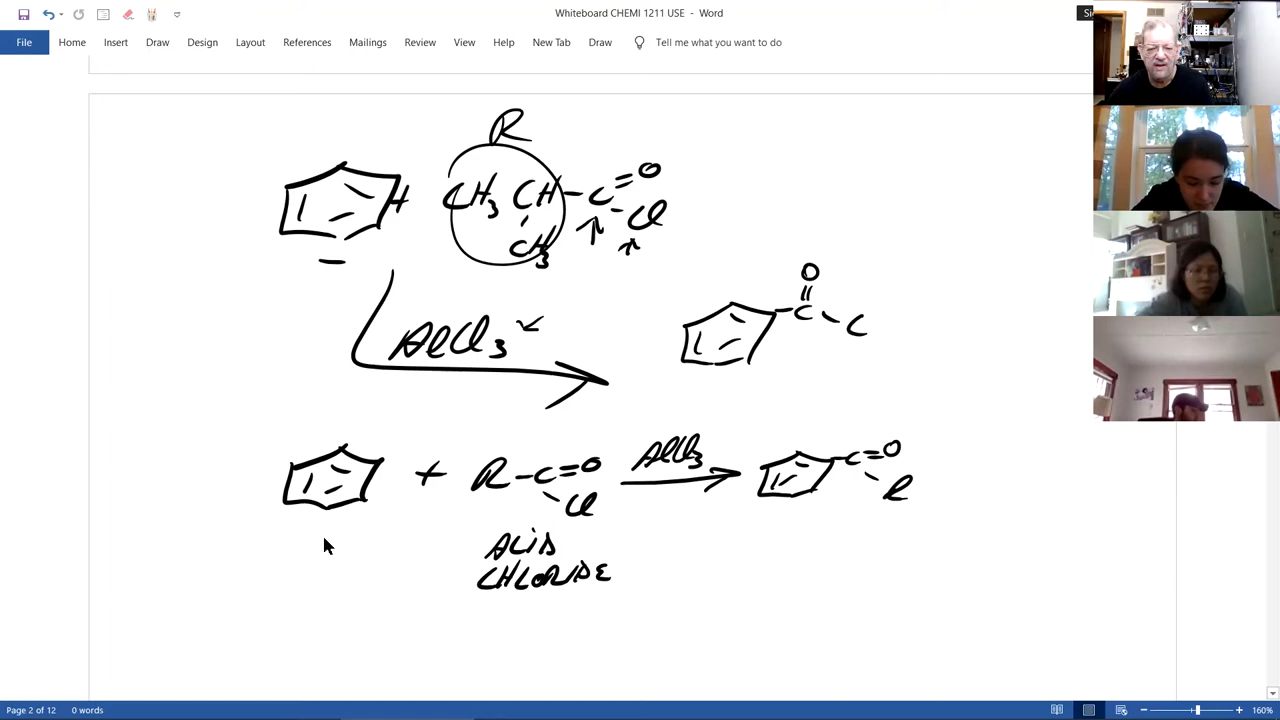 Whiteboard CHEMI 1211 USE - Word
File Home Insert Draw Design Layout References Mailings Review View Help New Tab Draw Tell me what you want to do
R
H CH3 CH - C = O
- Cl
CH3
AlCl3
O
C - C
+ R - C = O AlCl3 - C = O
- Cl - R
ACID
CHLORIDE
Page 2 of 12 0 words 160%